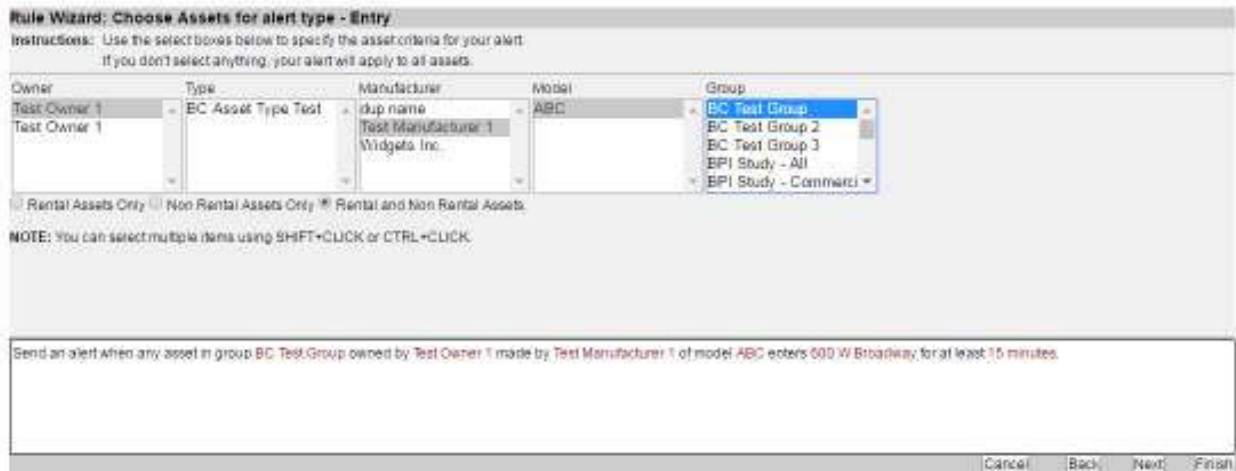 Rule Wizard: Choose Assets for alert type - Entry
Instructions: Use the select boxes below to specify the asset criteria for your alert
If you don't select anything, your alert will apply to all assets.
Owner Type Manufacturer Model Group
Test Owner 1 BC Asset Type Test dup name ABC BC Test Group
Test Owner 1 Test Manufacturer 1 BC Test Group 2
Widgets Inc. BC Test Group 3
BPI Study - All
BPI Study - Commerci
Rental Assets Only Non Rental Assets Only Rental and Non Rental Assets.
NOTE: You can select multiple items using SHIFT+CLICK or CTRL+CLICK.
Send an alert when any asset in group BC Test Group owned by Test Owner 1 made by Test Manufacturer 1 of model ABC enters 600 W Broadway for at least 15 minutes.
Cancel Back Next Finish